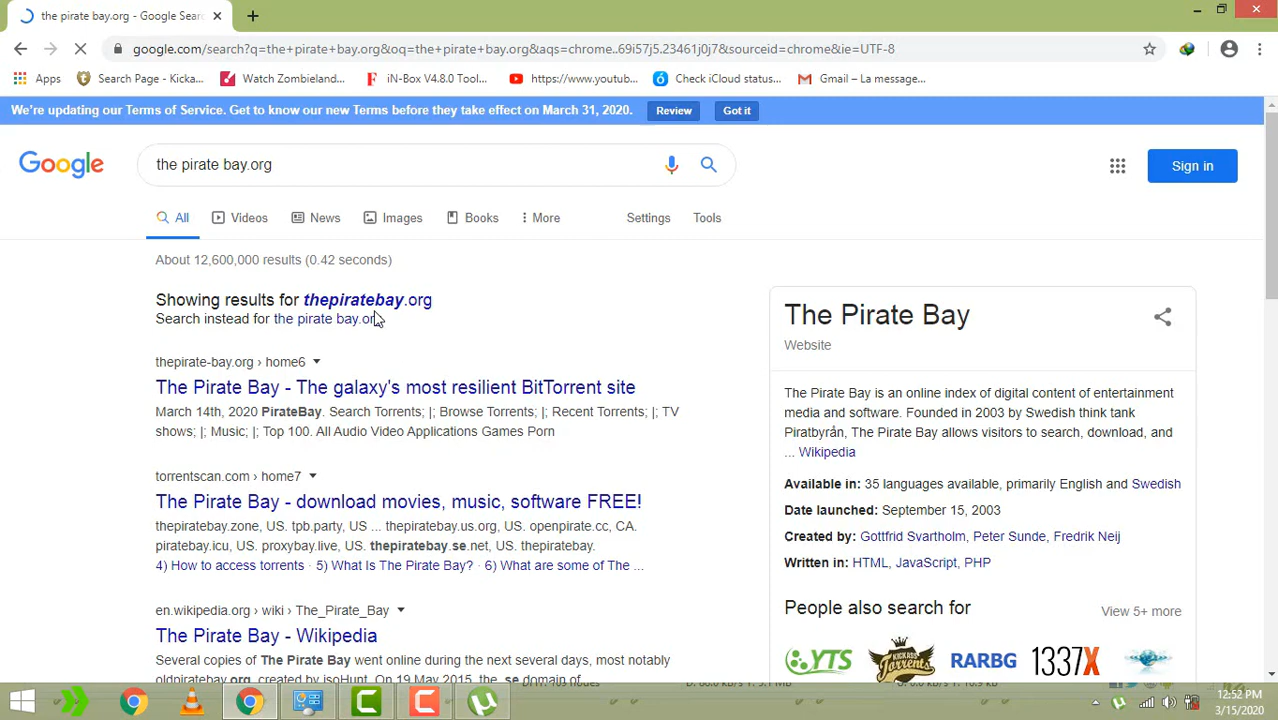 the pirate bay.org - Google Searc
google.com/search?q=the+pirate+bay.org&oq=the+pirate+bay.org&aqs=chrome..69i57j5.23461j0j7&sourceid=chrome&ie=UTF-8
Apps Search Page - Kicka... Watch Zombieland... iN-Box V4.8.0 Tool... https://www.youtub... Check iCloud status... Gmail – La message...
We're updating our Terms of Service. Get to know our new Terms before they take effect on March 31, 2020. Review Got it
Google
the pirate bay.org
Sign in
All Videos News Images Books More Settings Tools
About 12,600,000 results (0.42 seconds)
Showing results for thepiratebay.org
Search instead for the pirate bay.org
thepirate-bay.org › home6
The Pirate Bay - The galaxy's most resilient BitTorrent site
March 14th, 2020 PirateBay. Search Torrents; |; Browse Torrents; |; Recent Torrents; |; TV
shows; |; Music; |; Top 100. All Audio Video Applications Games Porn
torrentscan.com › home7
The Pirate Bay - download movies, music, software FREE!
thepiratebay.zone, US. tpb.party, US ... thepiratebay.us.org, US. openpirate.cc, CA.
piratebay.icu, US. proxybay.live, US. thepiratebay.se.net, US. thepiratebay.
4) How to access torrents · 5) What Is The Pirate Bay? · 6) What are some of The ...
en.wikipedia.org › wiki › The_Pirate_Bay
The Pirate Bay - Wikipedia
Several copies of The Pirate Bay went online during the next several days, most notably
oldpiratebay.org, created by isoHunt. On 19 May 2015, the .se domain of
The Pirate Bay
Website
The Pirate Bay is an online index of digital content of entertainment
media and software. Founded in 2003 by Swedish think tank
Piratbyrån, The Pirate Bay allows visitors to search, download, and
... Wikipedia
Available in: 35 languages available, primarily English and Swedish
Date launched: September 15, 2003
Created by: Gottfrid Svartholm, Peter Sunde, Fredrik Neij
Written in: HTML, JavaScript, PHP
People also search for View 5+ more
YTS KICKASS TORRENTS RARBG 1337X
12:52 PM
3/15/2020